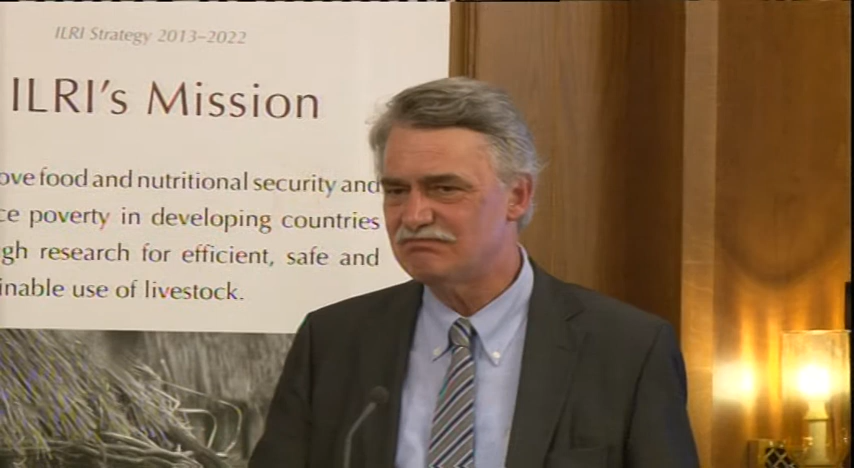 ILRI Strategy 2013–2022
ILRI's Mission
ove food and nutritional security and
ce poverty in developing countries
gh research for efficient, safe and
inable use of livestock.